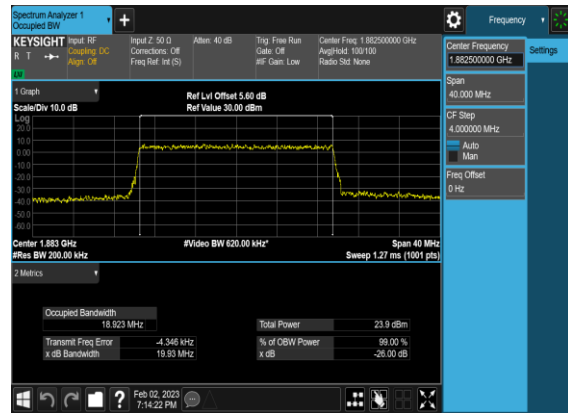 Spectrum Analyzer 1
Occupied BW
Frequency
KEYSIGHT
R T
LW
Input: RF
Coupling: DC
Align: Off
Input Z: 50 Ω
Corrections: Off
Freq Ref: Int (S)
Atten: 40 dB
Trig: Free Run
Gate: Off
#IF Gain: Low
Center Freq: 1.882500000 GHz
Avg|Hold: 100/100
Radio Std: None
Center Frequency
1.882500000 GHz
Settings
Span
40.000 MHz
CF Step
4.000000 MHz
Auto
Man
Freq Offset
0 Hz
1 Graph
Scale/Div 10.0 dB
Ref Lvl Offset 5.60 dB
Ref Value 30.00 dBm
Log
20.0
10.0
0.00
-10.0
-20.0
-30.0
-40.0
-50.0
-60.0
Center 1.883 GHz
#Res BW 200.00 kHz
#Video BW 620.00 kHz*
Span 40 MHz
Sweep 1.27 ms (1001 pts)
2 Metrics
Occupied Bandwidth
18.923 MHz
Total Power 23.9 dBm
Transmit Freq Error -4.346 kHz
% of OBW Power 99.00 %
x dB Bandwidth 19.93 MHz
x dB -26.00 dB
Feb 02, 2023
7:14:22 PM